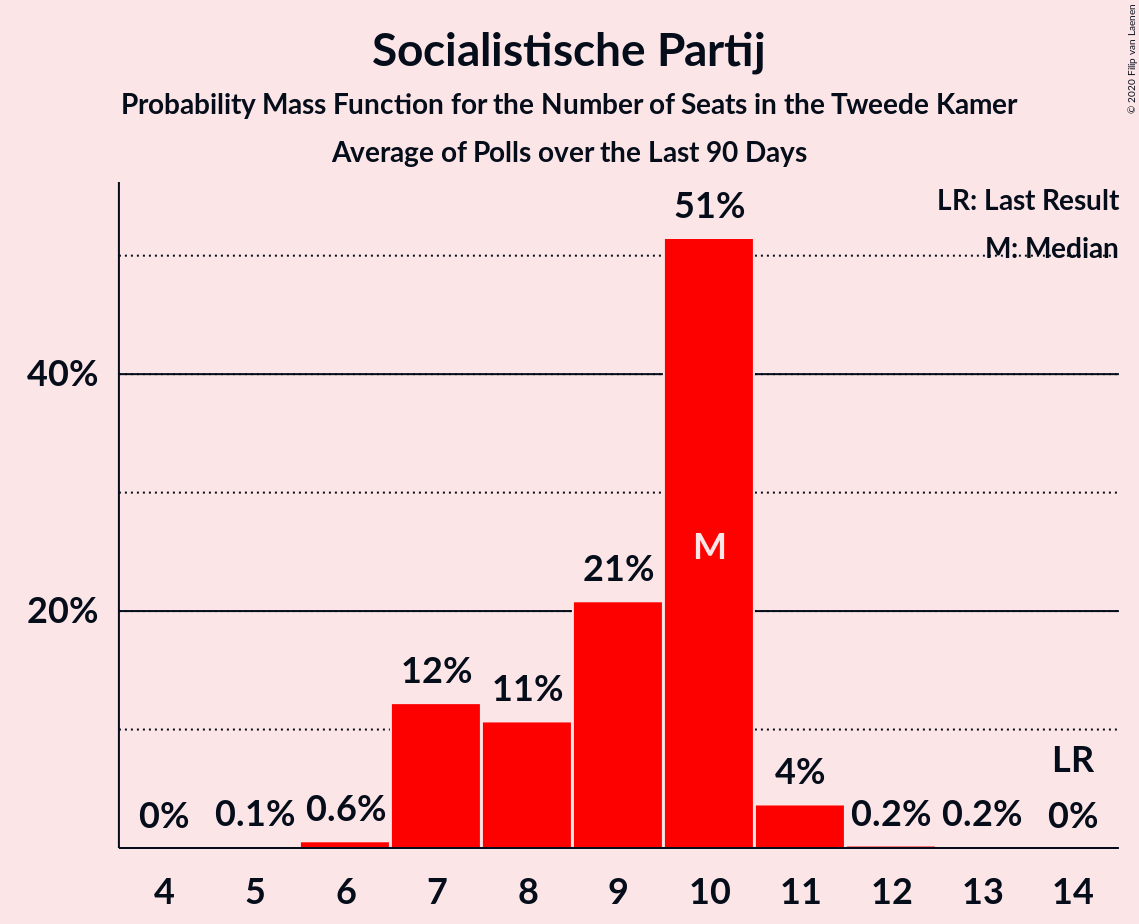 Socialistische Partij
Probability Mass Function for the Number of Seats in the Tweede Kamer
Average of Polls over the Last 90 Days
© 2020 Filip van Laenen
LR: Last Result
M: Median
51%
40%
M
21%
20%
12%
11%
LR
4%
0%
0.1%
0.6%
0.2%
0.2%
0%
4 5 6 7 8 9 10 11 12 13 14